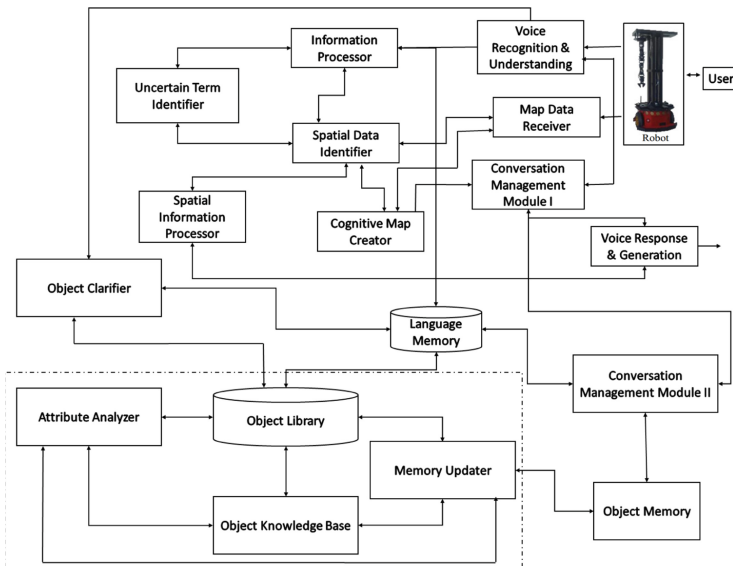 Information
Processor
Voice
Recognition &
Understanding
User
Robot
Uncertain Term
Identifier
Map Data
Receiver
Spatial Data
Identifier
Conversation
Management
Module I
Spatial
Information
Processor
Cognitive Map
Creator
Voice Response
& Generation
Object Clarifier
Language
Memory
Conversation
Management Module II
Attribute Analyzer
Object Library
Memory Updater
Object Knowledge Base
Object Memory